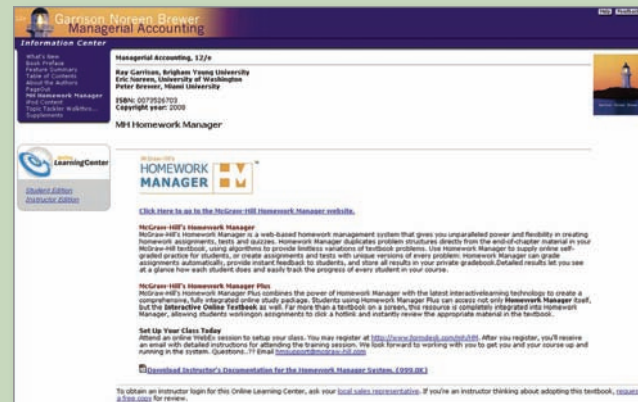 Garrison Noreen Brewer
Managerial Accounting
Information Center
What's New
Book Preface
Feature Summary
Table of Contents
About the Authors
PageOut
MH Homework Manager
iPod Content
Topic Tackler Walkthro...
Supplements
Managerial Accounting, 12/e
Ray Garrison, Brigham Young University
Eric Noreen, University of Washington
Peter Brewer, Miami University
ISBN: 0073526703
Copyright year: 2008
MH Homework Manager
LearningCenter
Student Edition
Instructor Edition
McGraw-Hill's
HOMEWORK
MANAGER
Click Here to go to the McGraw-Hill Homework Manager website.
McGraw-Hill's Homework Manager
McGraw-Hill's Homework Manager is a web-based homework management system that gives you unparalleled power and flexibility in creating
homework assignments, tests and quizzes. Homework Manager duplicates problem structures directly from the end-of-chapter material in your
McGraw-Hill textbook, using algorithms to provide limitless variations of textbook problems. Use Homework Manager to supply online self-
graded practice for students, or create assignments and tests with unique versions of every problem: Homework Manager can grade
assignments automatically, provide instant feedback to students, and store all results in your private gradebook.Detailed results let you see
at a glance how each student does and easily track the progress of every student in your course.
McGraw-Hill's Homework Manager Plus
McGraw-Hill's Homework Manager Plus combines the power of Homework Manager with the latest interactivelearning technology to create a
comprehensive, fully integrated online study package. Students using Homework Manager Plus can access not only Homework Manager itself,
but the Interactive Online Textbook as well. Far more than a textbook on a screen, this resource is completely integrated into Homework
Manager, allowing students workingon assignments to click a hotlink and instantly review the appropriate material in the textbook.
Set Up Your Class Today
Attend an online WebEx session to setup your class. You may register at http://www.formdesk.com/mh/HM. After you register, you'll receive
an email with detailed instructions for attending the training session. We look forward to working with you to get you and your course up and
running in the system. Questions..?? Email hmsupport@mcgraw-hill.com
Download Instructor's Documentation for the Homework Manager System. (999.0K)
To obtain an instructor login for this Online Learning Center, ask your local sales representative. If you're an instructor thinking about adopting this textbook, request
a free copy for review.